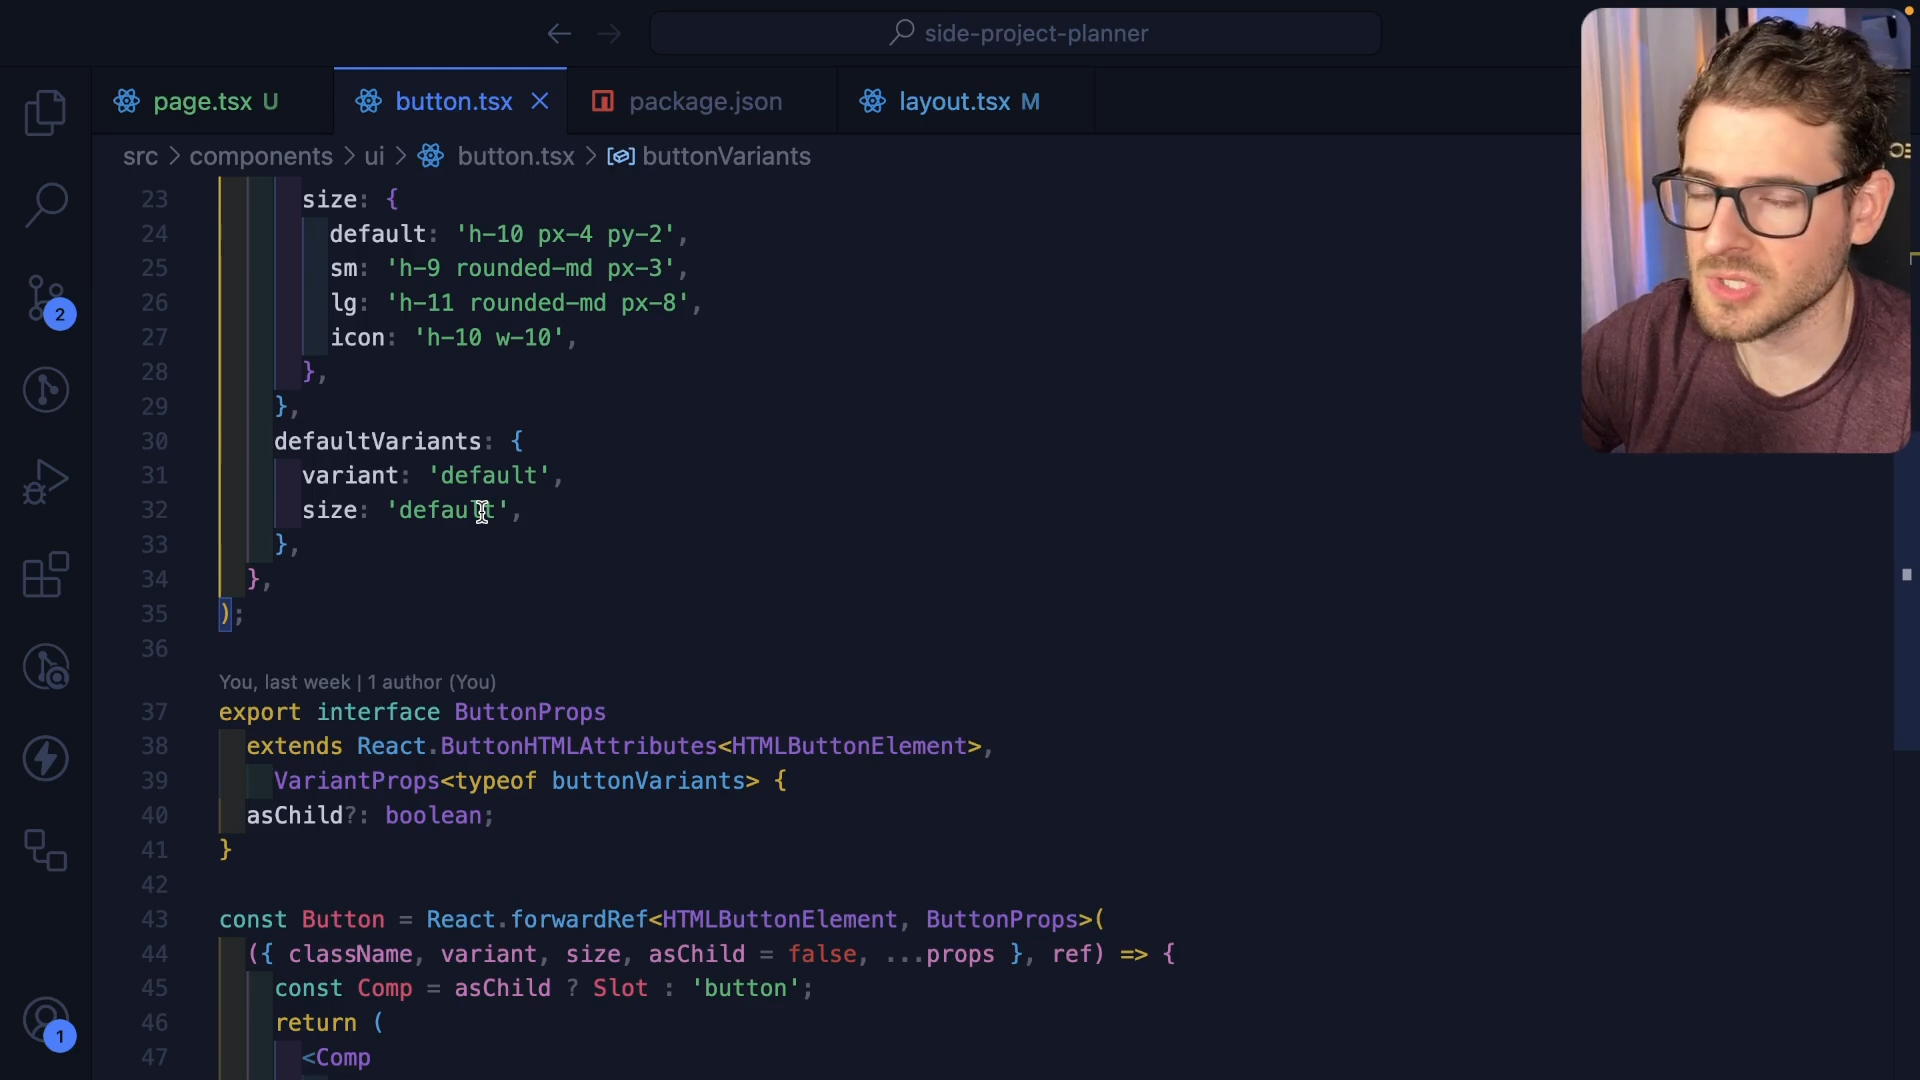 side-project-planner
page.tsx U
button.tsx
package.json
layout.tsx M
src > components > ui > button.tsx > buttonVariants
23 size: {
24 default: 'h-10 px-4 py-2',
25 sm: 'h-9 rounded-md px-3',
26 lg: 'h-11 rounded-md px-8',
27 icon: 'h-10 w-10',
28 },
29 },
30 defaultVariants: {
31 variant: 'default',
32 size: 'default',
33 },
34 },
35 );
36
You, last week | 1 author (You)
37 export interface ButtonProps
38 extends React.ButtonHTMLAttributes<HTMLButtonElement>,
39 VariantProps<typeof buttonVariants> {
40 asChild?: boolean;
41 }
42
43 const Button = React.forwardRef<HTMLButtonElement, ButtonProps>(
44 ({ className, variant, size, asChild = false, ...props }, ref) => {
45 const Comp = asChild ? Slot : 'button';
46 return (
47 <Comp
2
1